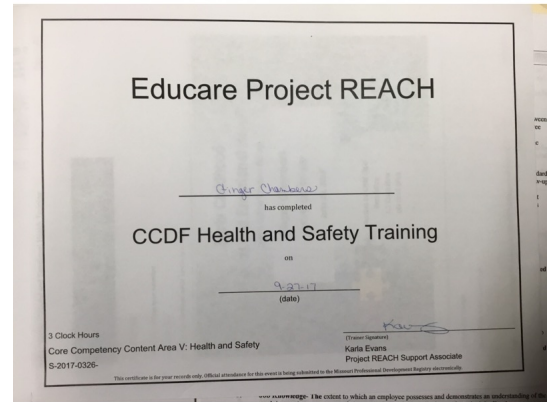 Educare Project REACH
Ginger Chambers
has completed
CCDF Health and Safety Training
on
9-27-17
(date)
3 Clock Hours
Core Competency Content Area V: Health and Safety
S-2017-0326-
(Trainer Signature)
Karla Evans
Project REACH Support Associate
This certificate is for your records only. Official attendance for this event is being submitted to the Missouri Professional Development Registry electronically.
Knowledge- The extent to which an employee possesses and demonstrates an understanding of the